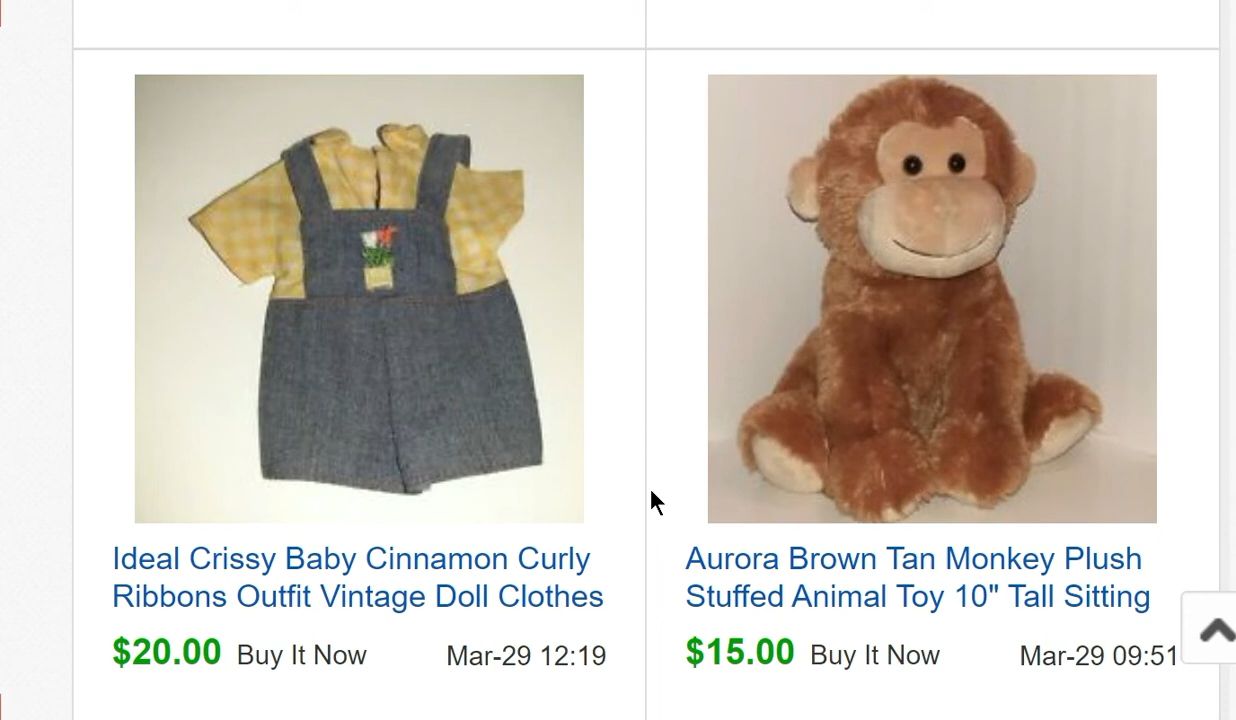 Ideal Crissy Baby Cinnamon Curly
Ribbons Outfit Vintage Doll Clothes
$20.00 Buy It Now Mar-29 12:19
Aurora Brown Tan Monkey Plush
Stuffed Animal Toy 10" Tall Sitting
$15.00 Buy It Now Mar-29 09:51